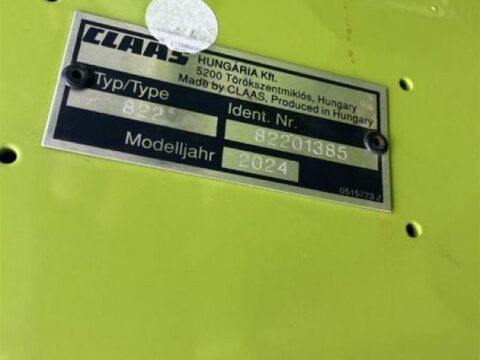 CLAAS HUNGÁRIA Kft.
5200 Törökszentmiklós, Hungary
Made by CLAAS, Produced in Hungary
Typ/Type Ident. Nr.
822 82201385
Modelljahr 2024